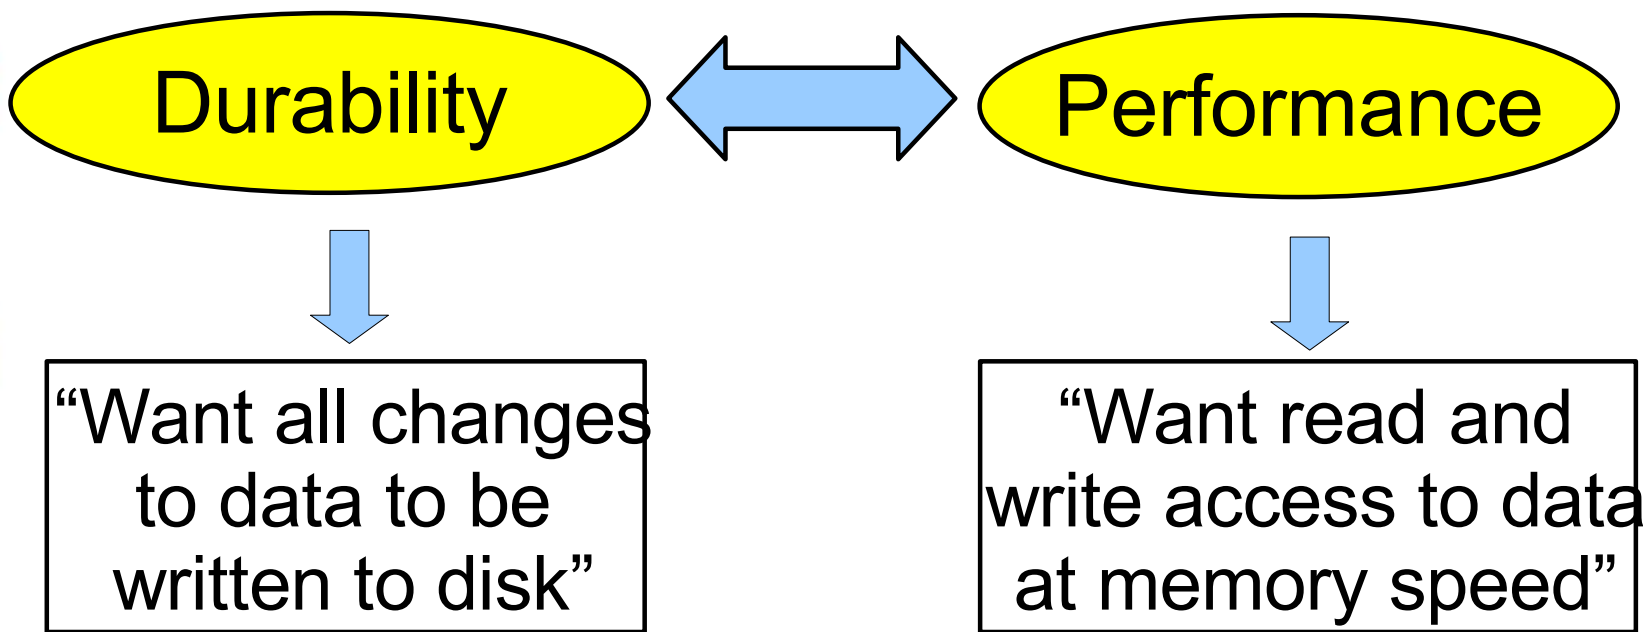 Durability
Performance
“Want all changes
to data to be
written to disk”
“Want read and
write access to data
at memory speed”